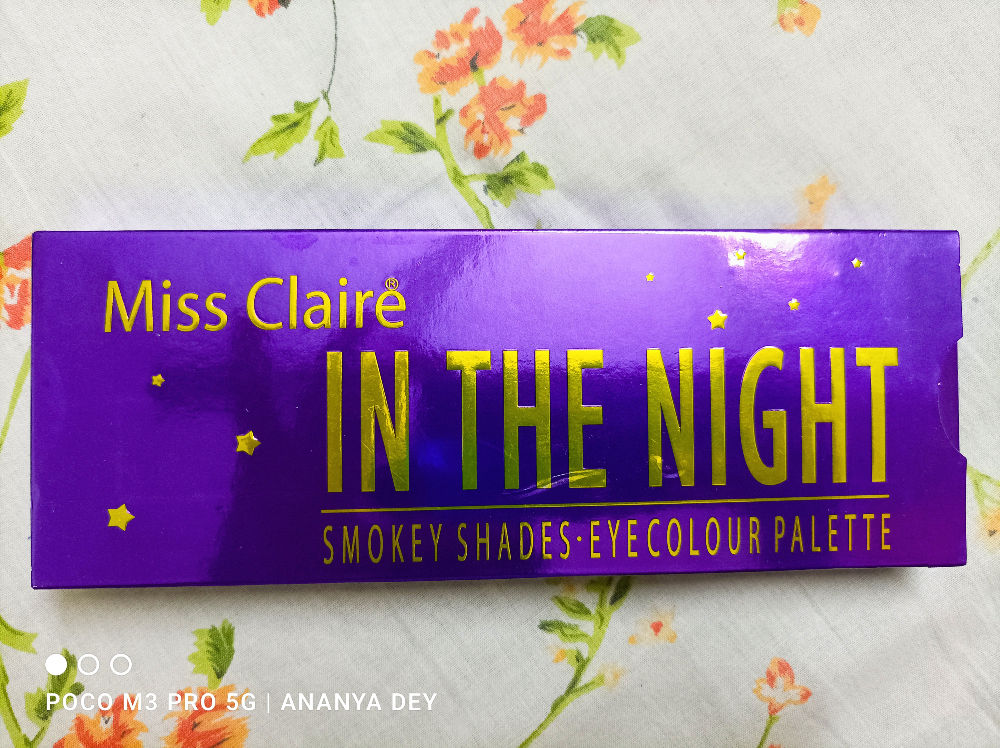 Miss Claire®
IN THE NIGHT
SMOKEY SHADES·EYECOLOUR PALETTE
POCO M3 PRO 5G | ANANYA DEY